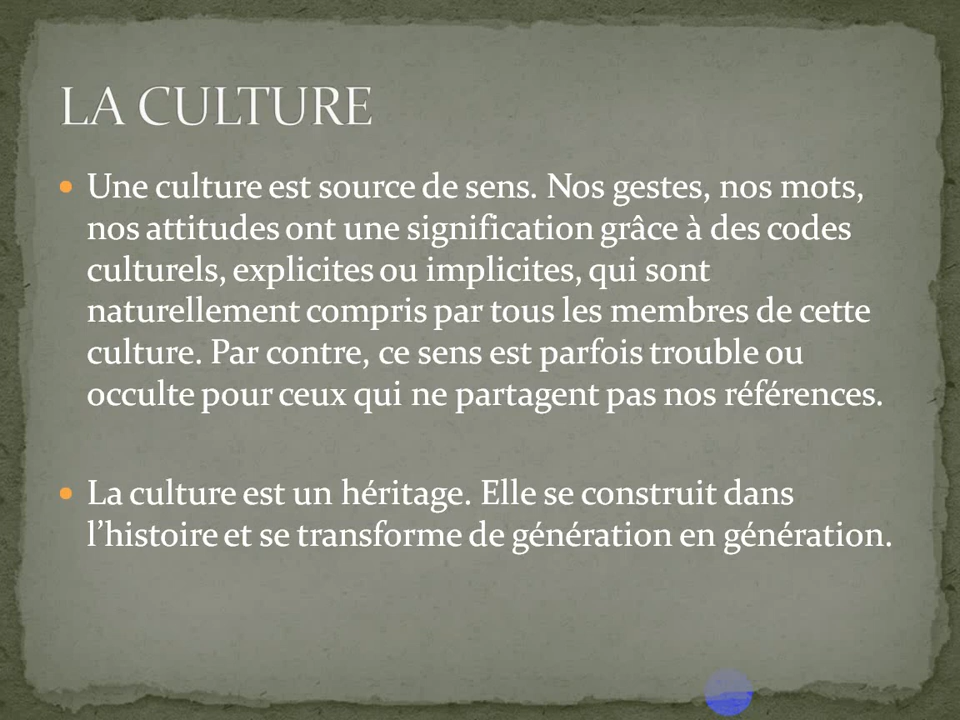 LA CULTURE
• Une culture est source de sens. Nos gestes, nos mots,
nos attitudes ont une signification grâce à des codes
culturels, explicites ou implicites, qui sont
naturellement compris par tous les membres de cette
culture. Par contre, ce sens est parfois trouble ou
occulte pour ceux qui ne partagent pas nos références.
• La culture est un héritage. Elle se construit dans
l’histoire et se transforme de génération en génération.